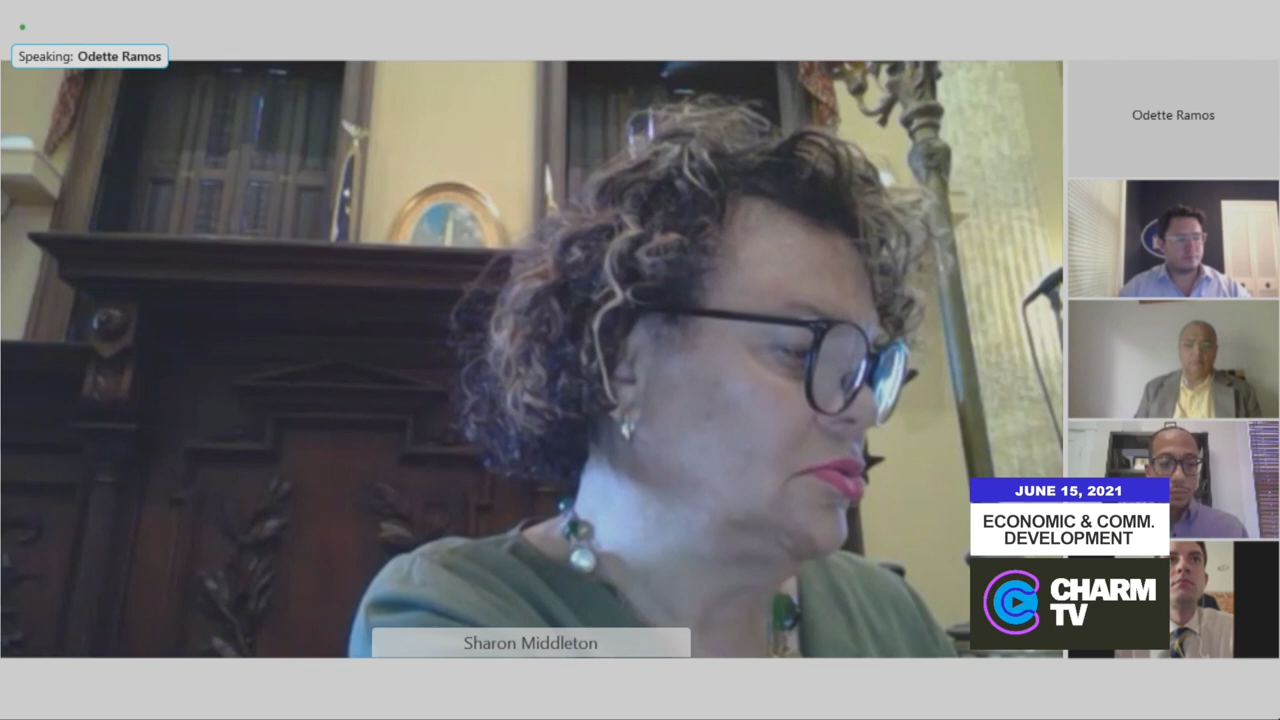 Speaking: Odette Ramos
Odette Ramos
JUNE 15, 2021
ECONOMIC & COMM.
DEVELOPMENT
CHARM
TV
Sharon Middleton